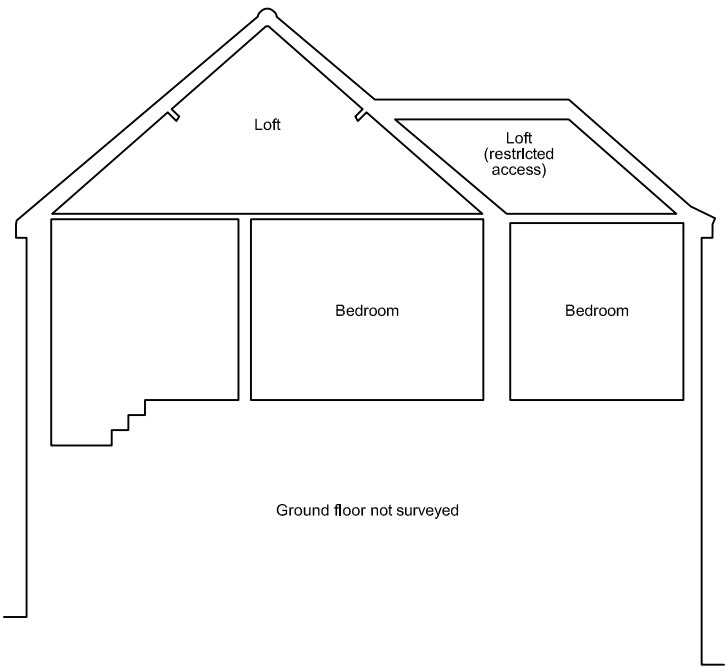 Loft
Loft
(restricted
access)
Bedroom
Bedroom
Ground floor not surveyed